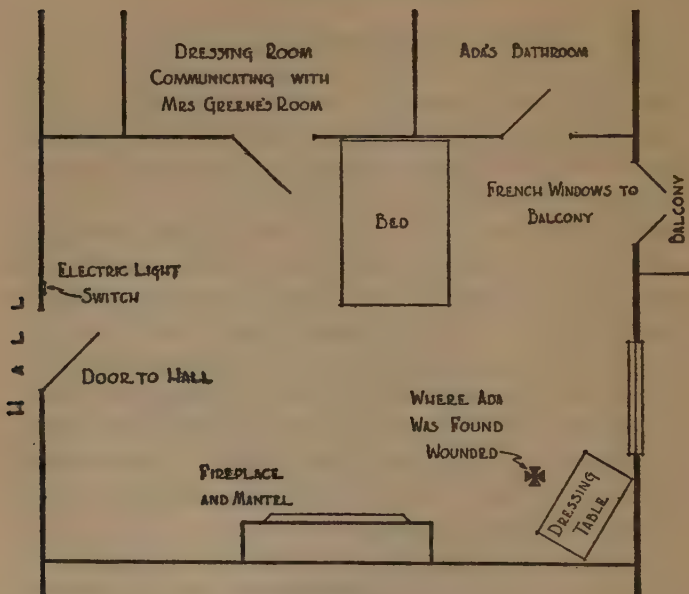 Dressing Room
Communicating with
Mrs Greene's Room
Ada's Bathroom
French Windows to
Balcony
Balcony
Bed
Electric Light
Switch
Hall
Door to Hall
Where Ada
Was Found
Wounded
Fireplace
and Mantel
Dressing
Table